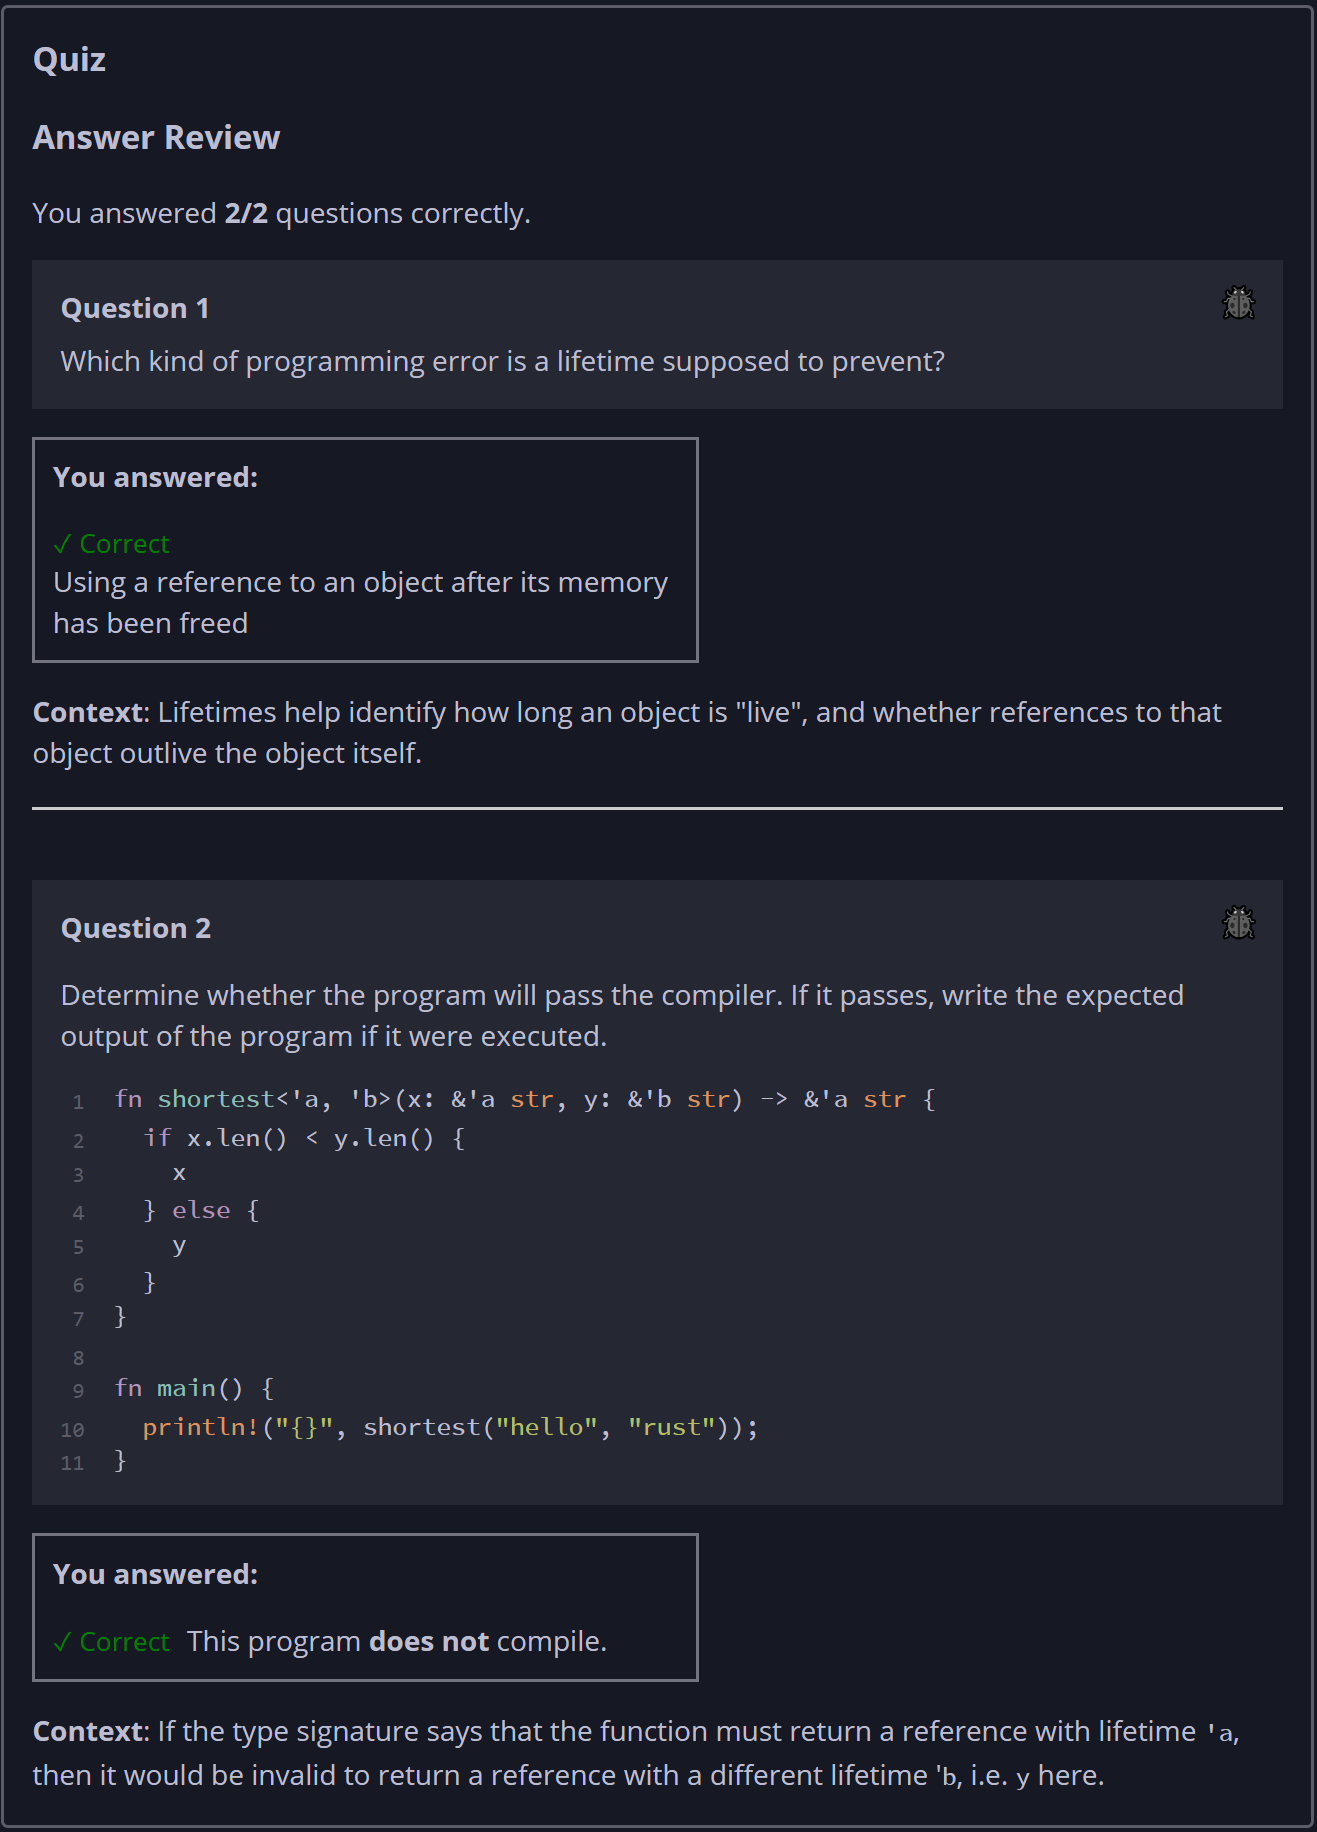 Quiz
Answer Review
You answered 2/2 questions correctly.
Question 1
Which kind of programming error is a lifetime supposed to prevent?
You answered:
✓ Correct
Using a reference to an object after its memory
has been freed
Context: Lifetimes help identify how long an object is "live", and whether references to that
object outlive the object itself.
Question 2
Determine whether the program will pass the compiler. If it passes, write the expected
output of the program if it were executed.
1 fn shortest<'a, 'b>(x: &'a str, y: &'b str) -> &'a str {
2   if x.len() < y.len() {
3     x
4   } else {
5     y
6   }
7 }
8
9 fn main() {
10   println!("{}", shortest("hello", "rust"));
11 }
You answered:
✓ Correct This program does not compile.
Context: If the type signature says that the function must return a reference with lifetime 'a,
then it would be invalid to return a reference with a different lifetime 'b, i.e. y here.